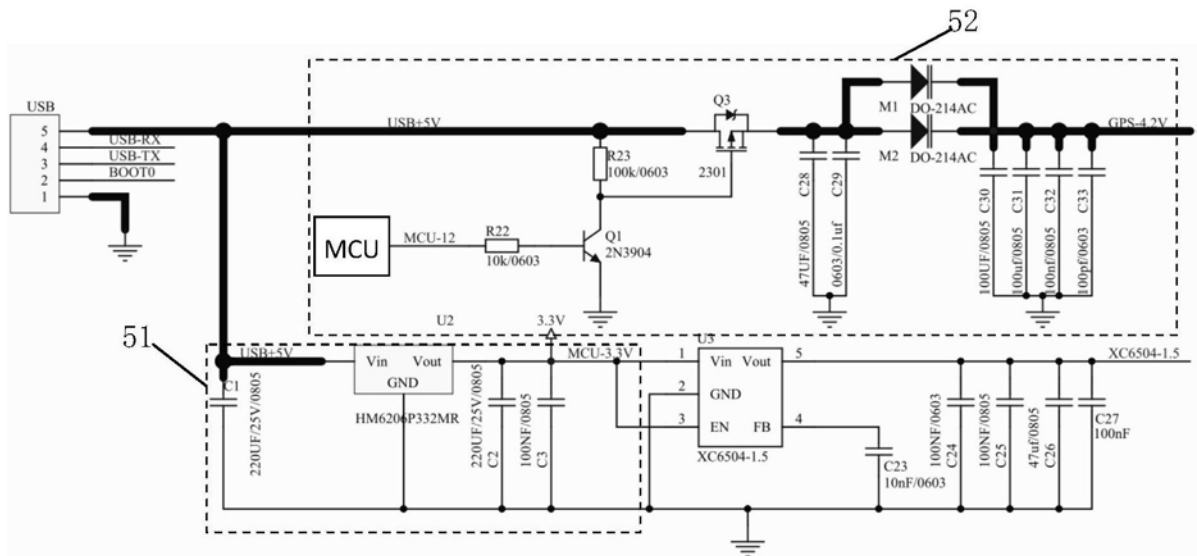 52
USB
5
4
3
2
1
USB-RX
USB-TX
BOOT0
USB+5V
Q3
2301
R23
100k/0603
MCU
MCU-12
R22
10k/0603
Q1
2N3904
C28
47UF/0805
C29
0603/0.1uf
M1
DO-214AC
M2
DO-214AC
GPS-4.2V
C30
100UF/0805
C31
100uf/0805
C32
100nf/0805
C33
100pf/0603
51
USB+5V
C1
220UF/25V/0805
U2
Vin
Vout
GND
HM6206P332MR
3.3V
MCU-3.3V
220UF/25V/0805
C2
100NF/0805
C3
U3
1
2
3
Vin
Vout
GND
EN
FB
5
4
XC6504-1.5
XC6504-1.5
C23
10nF/0603
100NF/0603
C24
100NF/0805
C25
47uf/0805
C26
C27
100nF